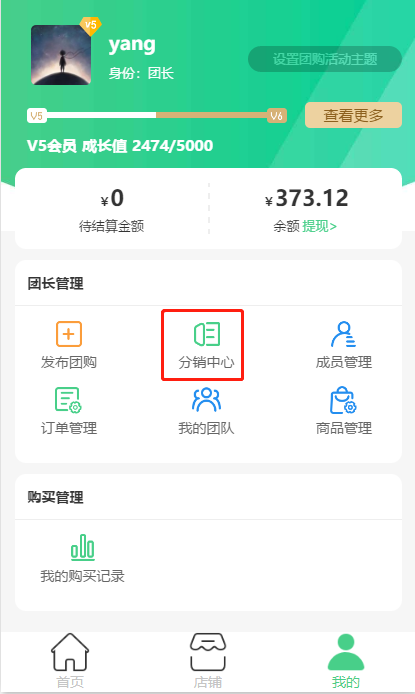 V5
yang
身份：团长
设置团购活动主题
V5
V6
查看更多
V5会员 成长值 2474/5000
¥0
¥373.12
待结算金额
余额 提现>
团长管理
发布团购
分销中心
成员管理
订单管理
我的团队
商品管理
购买管理
我的购买记录
首页
店铺
我的